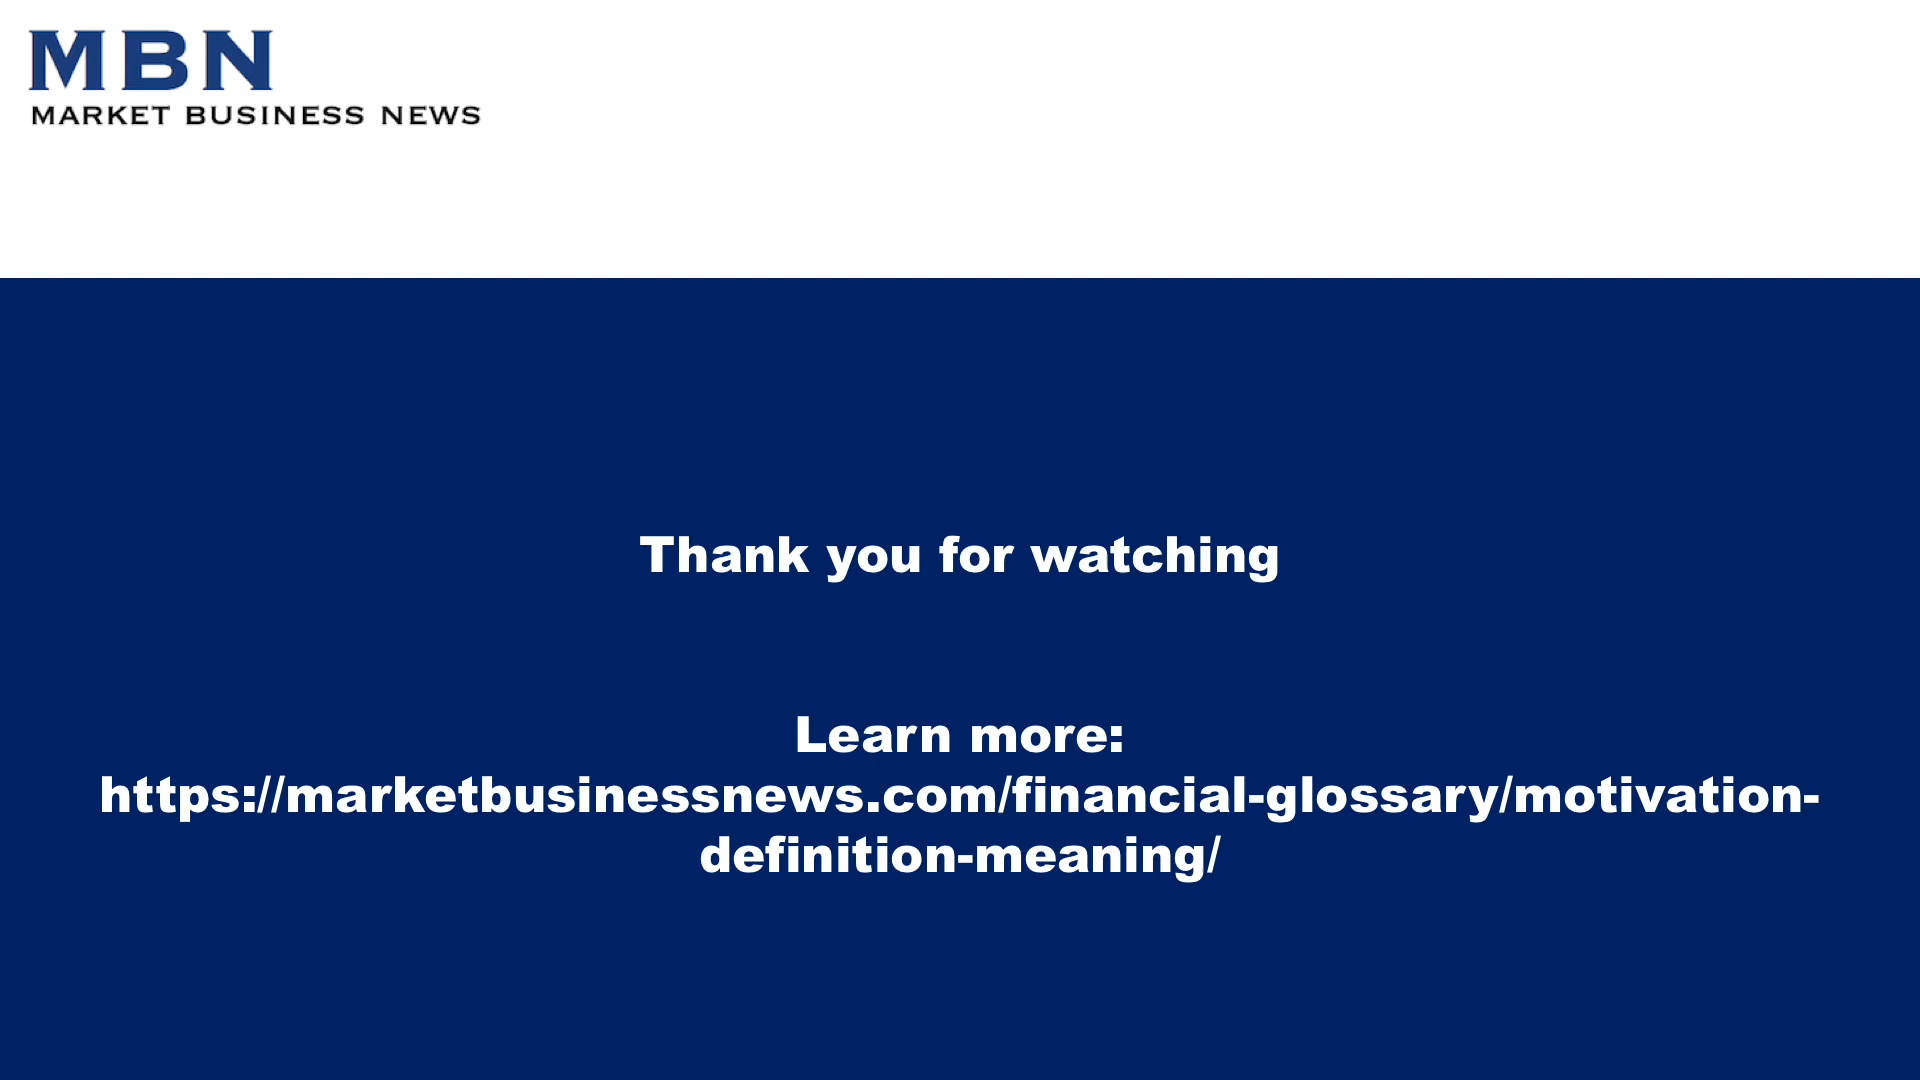 MBN
MARKET BUSINESS NEWS
Thank you for watching
Learn more:
https://marketbusinessnews.com/financial-glossary/motivation-
definition-meaning/